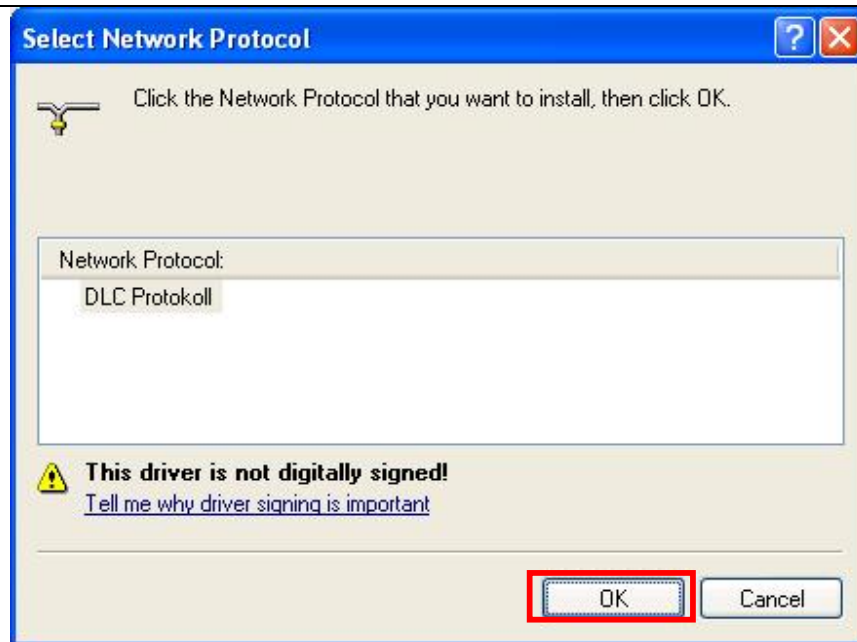 Select Network Protocol
?
Click the Network Protocol that you want to install, then click OK.
Network Protocol:
DLC Protokoll
This driver is not digitally signed!
Tell me why driver signing is important
OK Cancel